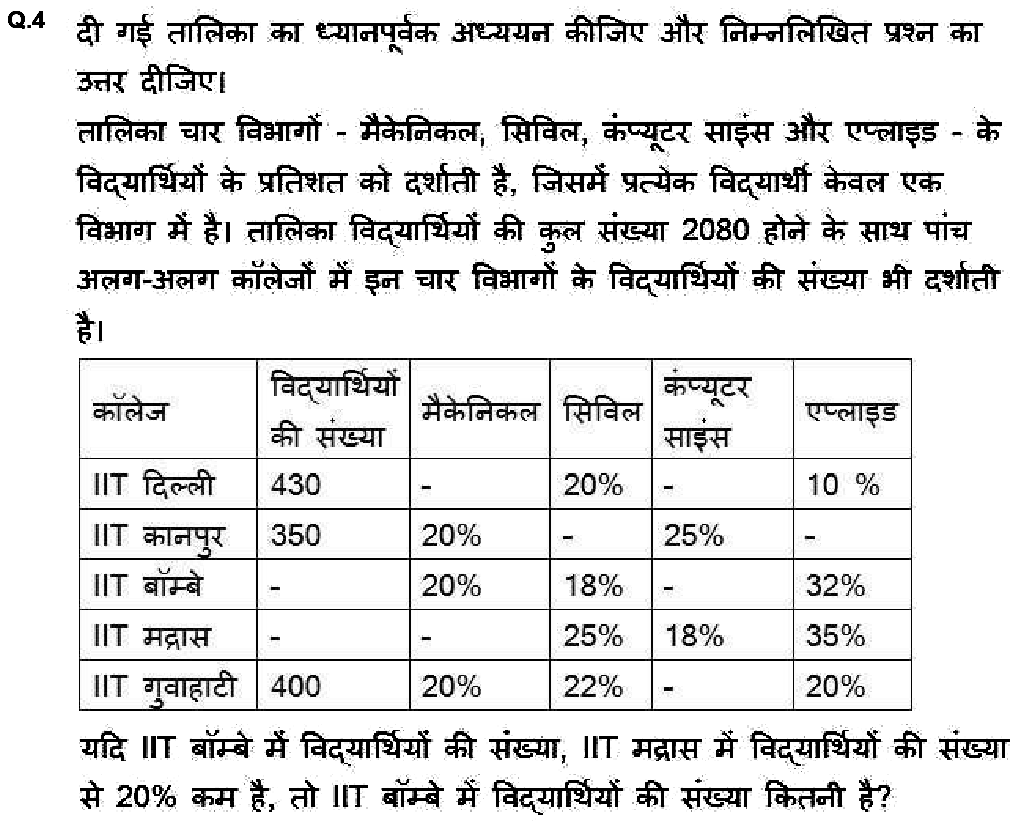 Q.4 दी गई तालिका का ध्यानपूर्वक अध्ययन कीजिए और निम्नलिखित प्रश्न का
उत्तर दीजिए।
तालिका चार विभागों - मैकेनिकल, सिविल, कंप्यूटर साइंस और एप्लाइड - के
विद्यार्थियों के प्रतिशत को दर्शाती है, जिसमें प्रत्येक विद्यार्थी केवल एक
विभाग में है। तालिका विद्यार्थियों की कुल संख्या 2080 होने के साथ पांच
अलग-अलग कॉलेजों में इन चार विभागों के विद्यार्थियों की संख्या भी दर्शाती
है।
कॉलेज विद्यार्थियों की संख्या मैकेनिकल सिविल कंप्यूटर साइंस एप्लाइड
IIT दिल्ली 430 - 20% - 10 %
IIT कानपुर 350 20% - 25% -
IIT बॉम्बे - 20% 18% - 32%
IIT मद्रास - - 25% 18% 35%
IIT गुवाहाटी 400 20% 22% - 20%
यदि IIT बॉम्बे में विद्यार्थियों की संख्या, IIT मद्रास में विद्यार्थियों की संख्या
से 20% कम है, तो IIT बॉम्बे में विद्यार्थियों की संख्या कितनी है?